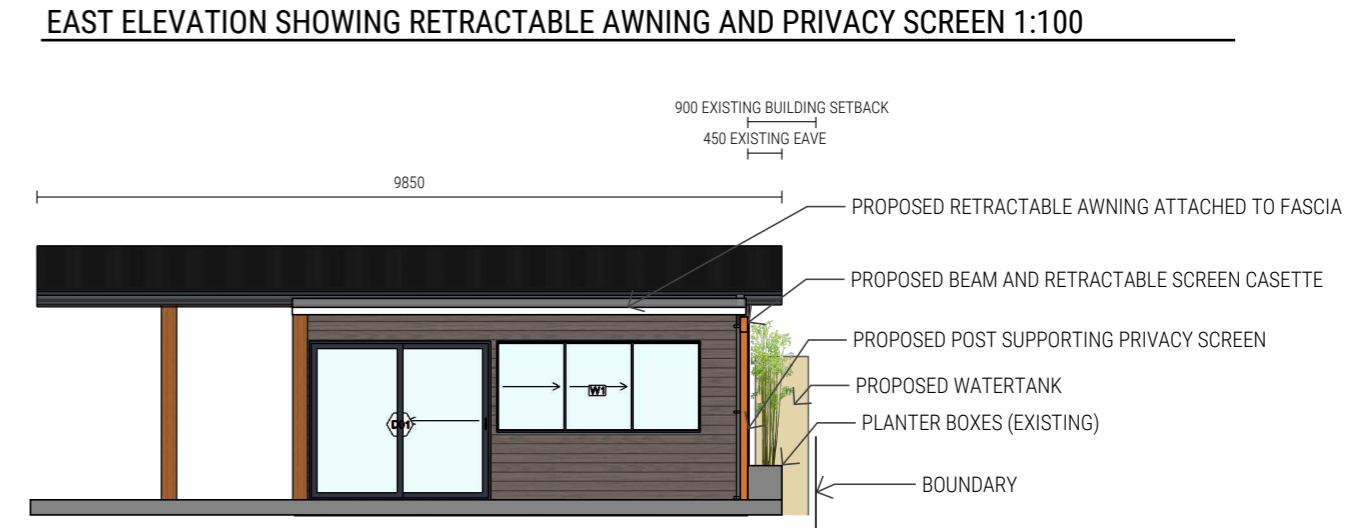 EAST ELEVATION SHOWING RETRACTABLE AWNING AND PRIVACY SCREEN 1:100
900 EXISTING BUILDING SETBACK
450 EXISTING EAVE
9850
PROPOSED RETRACTABLE AWNING ATTACHED TO FASCIA
PROPOSED BEAM AND RETRACTABLE SCREEN CASETTE
PROPOSED POST SUPPORTING PRIVACY SCREEN
PROPOSED WATERTANK
PLANTER BOXES (EXISTING)
BOUNDARY
W1
D01